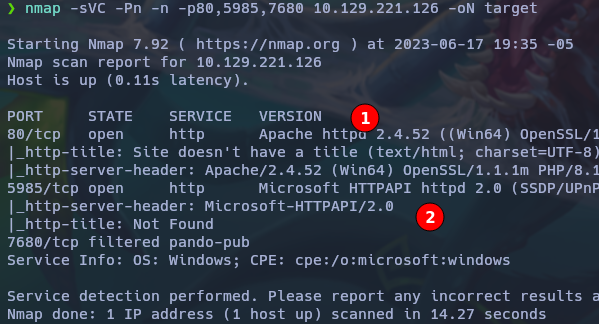 ❯ nmap -sVC -Pn -n -p80,5985,7680 10.129.221.126 -oN target
Starting Nmap 7.92 ( https://nmap.org ) at 2023-06-17 19:35 -05
Nmap scan report for 10.129.221.126
Host is up (0.11s latency).
PORT STATE SERVICE VERSION 1
80/tcp open http Apache httpd 2.4.52 ((Win64) OpenSSL/1
|_http-title: Site doesn't have a title (text/html; charset=UTF-8)
|_http-server-header: Apache/2.4.52 (Win64) OpenSSL/1.1.1m PHP/8.1
5985/tcp open http Microsoft HTTPAPI httpd 2.0 (SSDP/UPnP
|_http-server-header: Microsoft-HTTPAPI/2.0 2
|_http-title: Not Found
7680/tcp filtered pando-pub
Service Info: OS: Windows; CPE: cpe:/o:microsoft:windows
Service detection performed. Please report any incorrect results a
Nmap done: 1 IP address (1 host up) scanned in 14.27 seconds